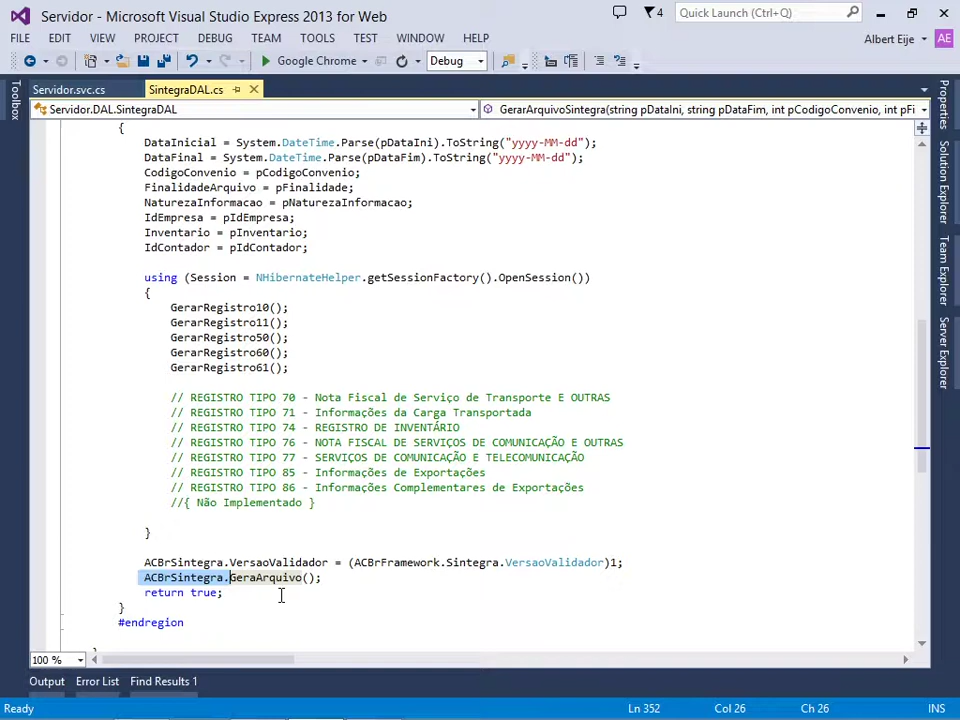 Servidor - Microsoft Visual Studio Express 2013 for Web
4
Quick Launch (Ctrl+Q)
FILE EDIT VIEW PROJECT DEBUG TEAM TOOLS TEST WINDOW HELP
Albert Eije AE
Google Chrome Debug
Servidor.svc.cs SintegraDAL.cs
Servidor.DAL.SintegraDAL
GerarArquivoSintegra(string pDataIni, string pDataFim, int pCodigoConvenio, int pFi
{
DataInicial = System.DateTime.Parse(pDataIni).ToString("yyyy-MM-dd");
DataFinal = System.DateTime.Parse(pDataFim).ToString("yyyy-MM-dd");
CodigoConvenio = pCodigoConvenio;
FinalidadeArquivo = pFinalidade;
NaturezaInformacao = pNaturezaInformacao;
IdEmpresa = pIdEmpresa;
Inventario = pInventario;
IdContador = pIdContador;
using (Session = NHibernateHelper.getSessionFactory().OpenSession())
{
GerarRegistro10();
GerarRegistro11();
GerarRegistro50();
GerarRegistro60();
GerarRegistro61();
// REGISTRO TIPO 70 - Nota Fiscal de Serviço de Transporte E OUTRAS
// REGISTRO TIPO 71 - Informações da Carga Transportada
// REGISTRO TIPO 74 - REGISTRO DE INVENTÁRIO
// REGISTRO TIPO 76 - NOTA FISCAL DE SERVIÇOS DE COMUNICAÇÃO E OUTRAS
// REGISTRO TIPO 77 - SERVIÇOS DE COMUNICAÇÃO E TELECOMUNICAÇÃO
// REGISTRO TIPO 85 - Informações de Exportações
// REGISTRO TIPO 86 - Informações Complementares de Exportações
//{ Não Implementado }
}
ACBrSintegra.VersaoValidador = (ACBrFramework.Sintegra.VersaoValidador)1;
ACBrSintegra.GeraArquivo();
return true;
}
#endregion
100 %
Output Error List Find Results 1
Ready Ln 352 Col 26 Ch 26 INS
Toolbox
Properties
Solution Explorer
Team Explorer
Server Explorer